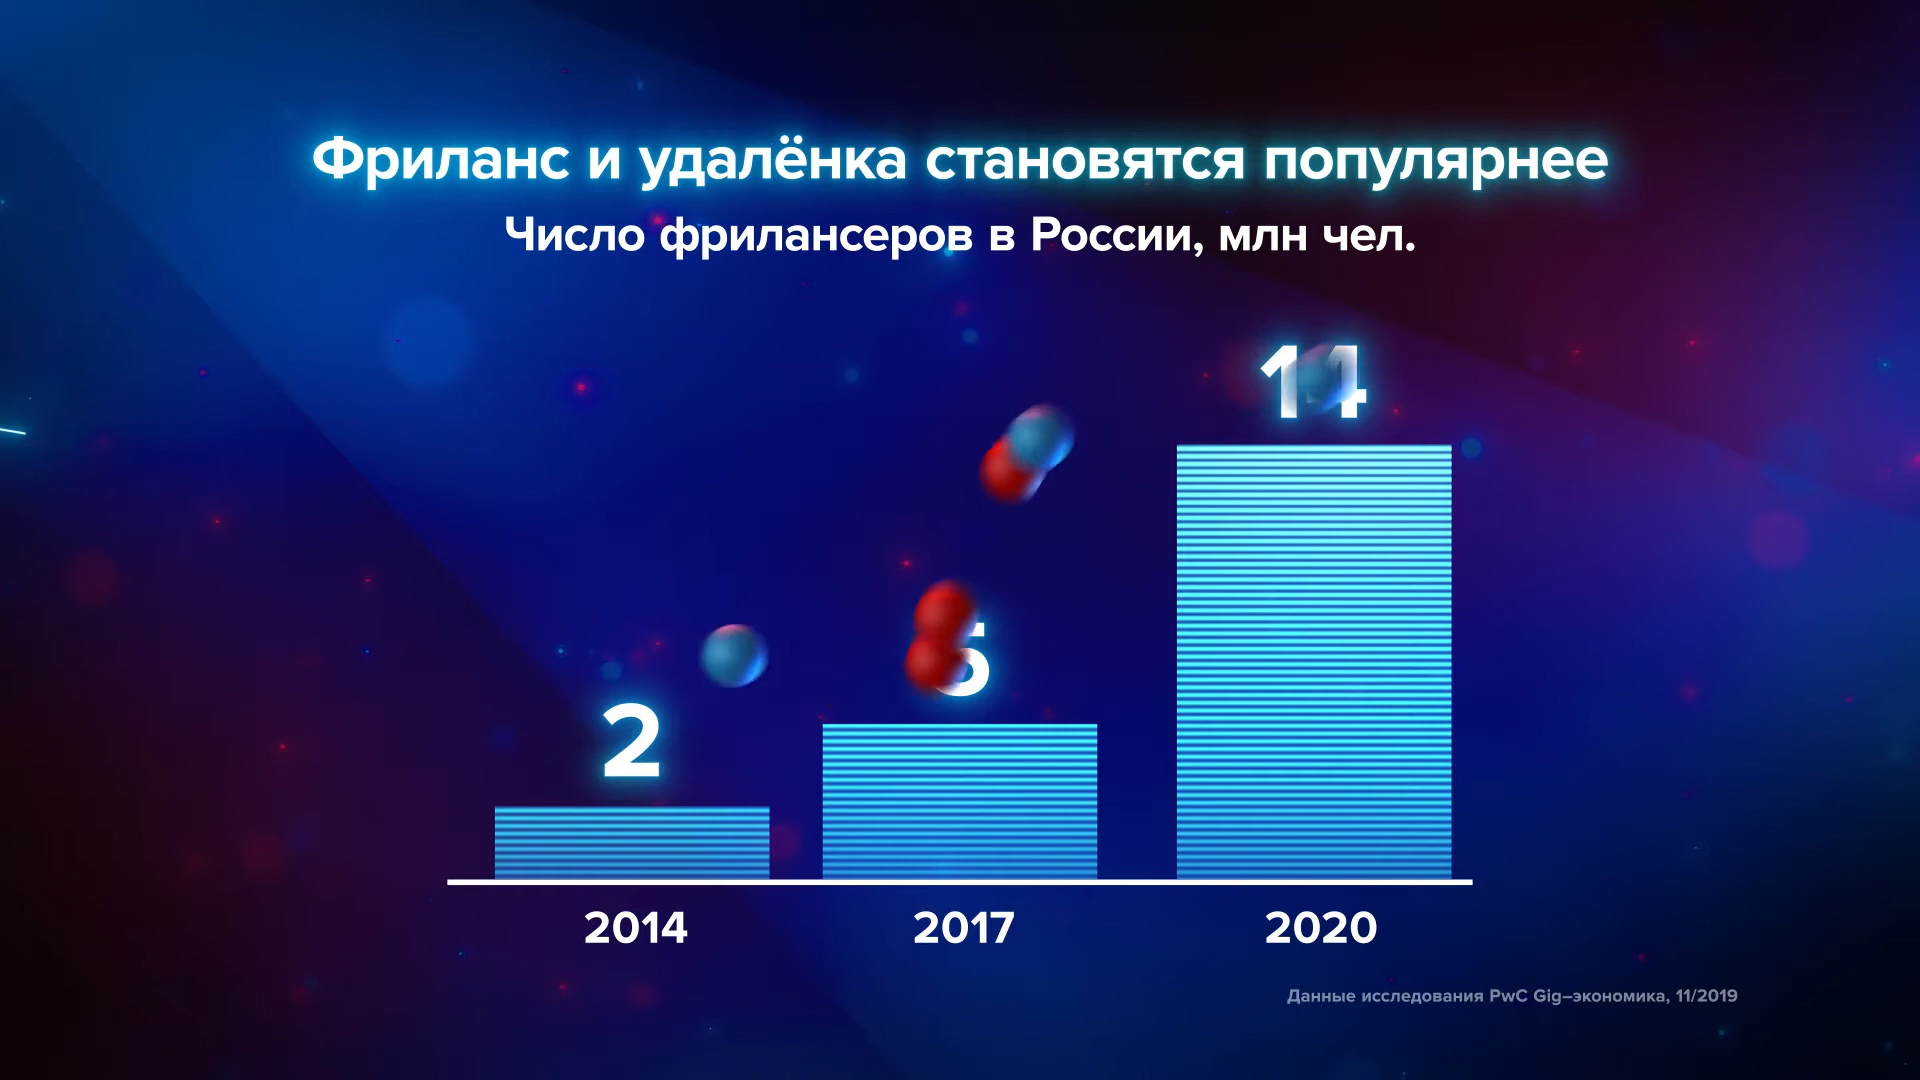 Фриланс и удалёнка становятся популярнее
Число фрилансеров в России, млн чел.
14
5
2
2014
2017
2020
Данные исследования PwC Gig–экономика, 11/2019